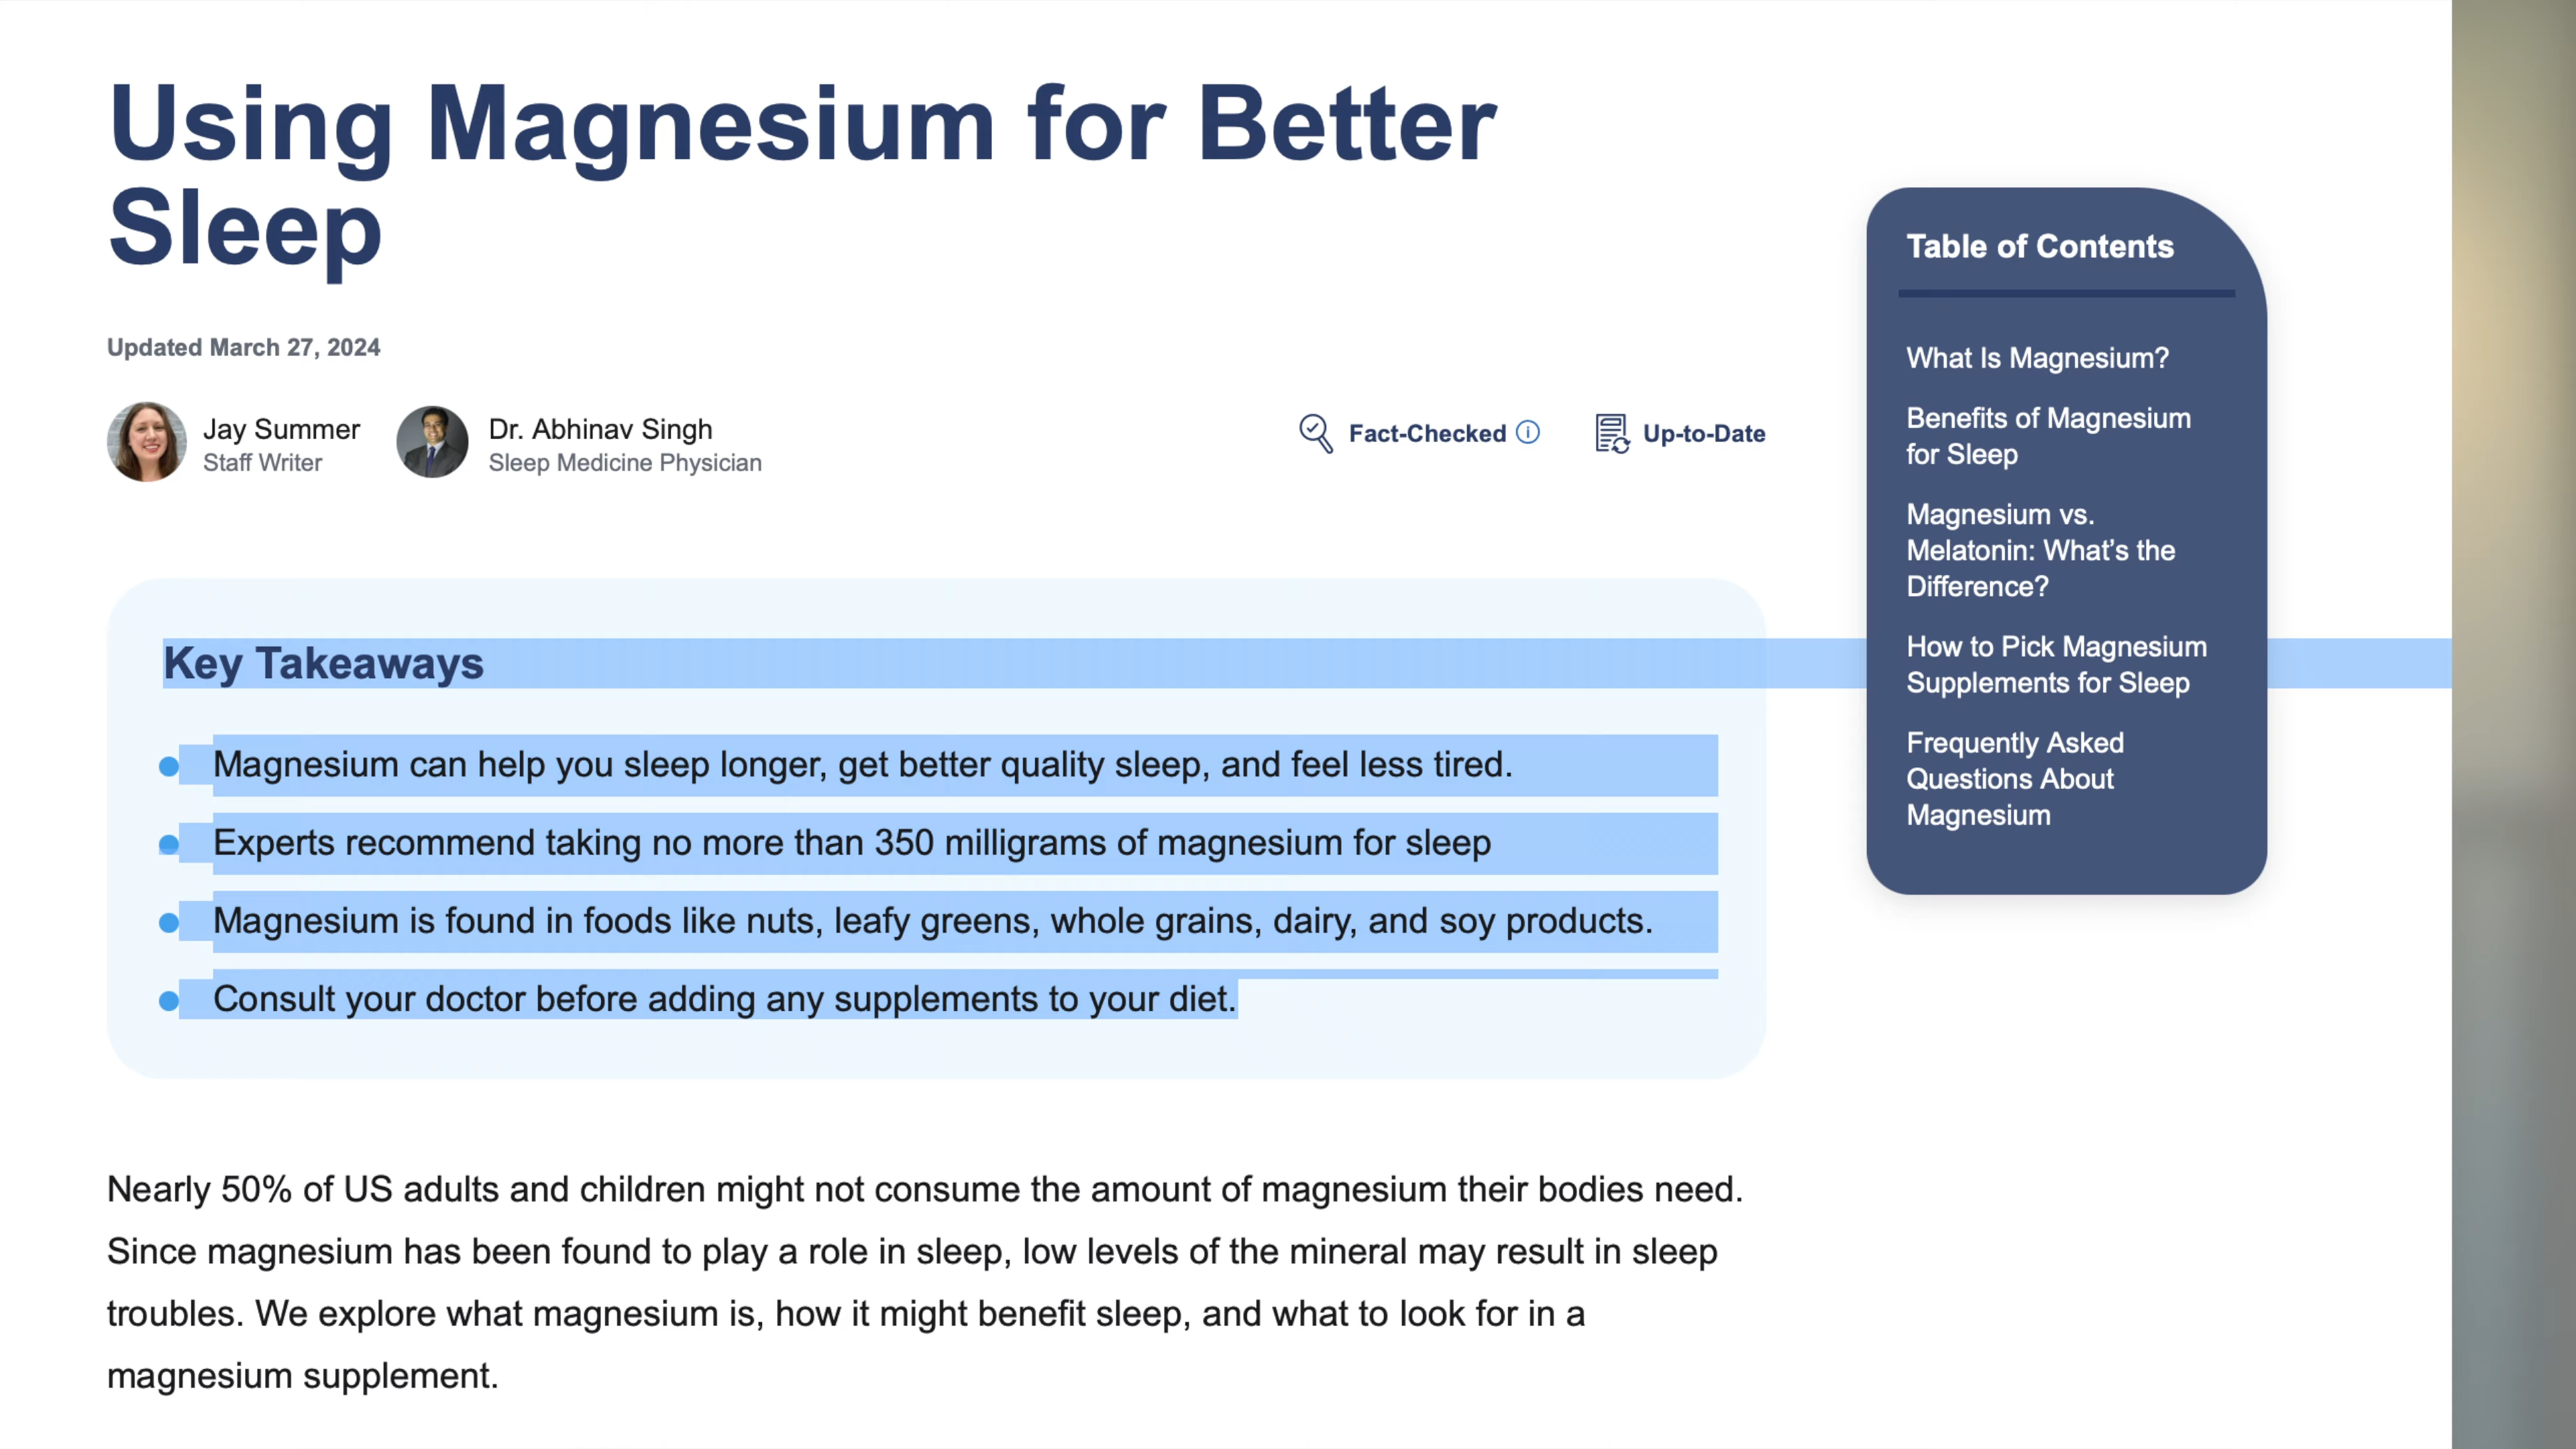 Using Magnesium for Better
Sleep
Updated March 27, 2024
Jay Summer
Staff Writer
Dr. Abhinav Singh
Sleep Medicine Physician
Fact-Checked
Up-to-Date
Key Takeaways
Magnesium can help you sleep longer, get better quality sleep, and feel less tired.
Experts recommend taking no more than 350 milligrams of magnesium for sleep
Magnesium is found in foods like nuts, leafy greens, whole grains, dairy, and soy products.
Consult your doctor before adding any supplements to your diet.
Nearly 50% of US adults and children might not consume the amount of magnesium their bodies need.
Since magnesium has been found to play a role in sleep, low levels of the mineral may result in sleep
troubles. We explore what magnesium is, how it might benefit sleep, and what to look for in a
magnesium supplement.
Table of Contents
What Is Magnesium?
Benefits of Magnesium
for Sleep
Magnesium vs.
Melatonin: What’s the
Difference?
How to Pick Magnesium
Supplements for Sleep
Frequently Asked
Questions About
Magnesium